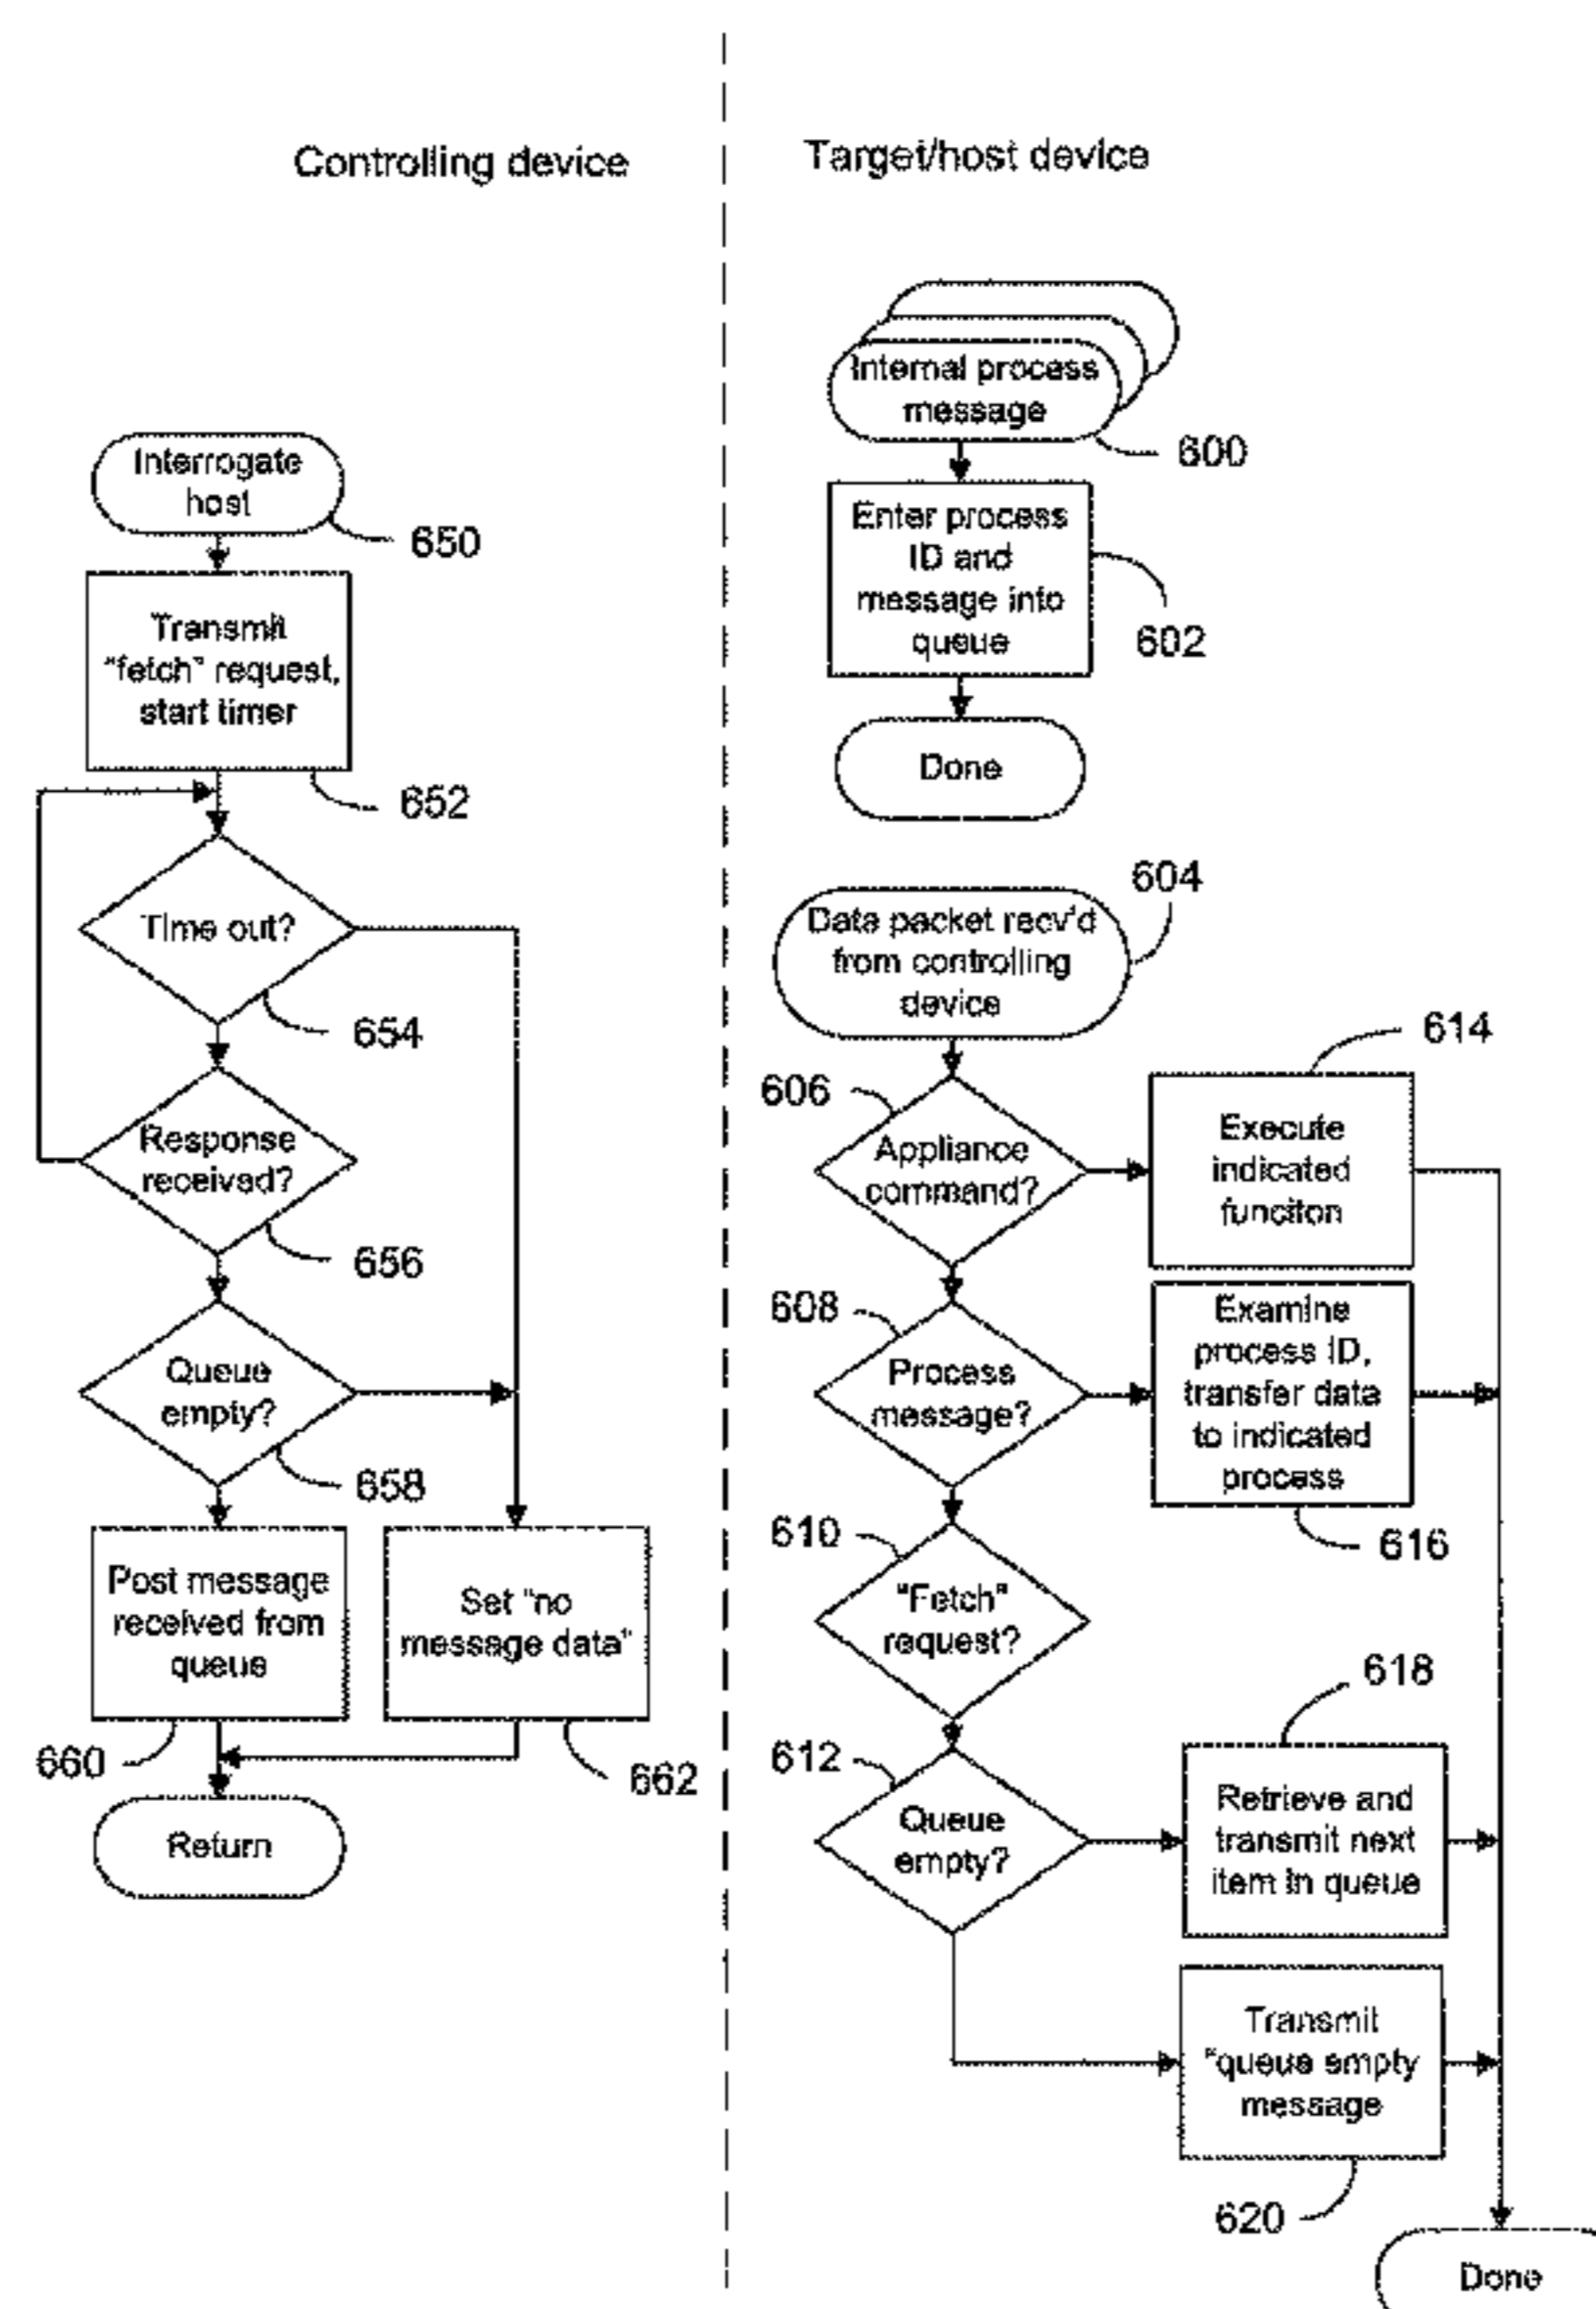 Controlling device
Interrogate
host
650
Transmit
"fetch" request,
start timer
652
Time out?
654
Response
received?
656
Queue
empty?
658
Post message
received from
queue
660
Set "no
message data"
662
Return
Target/host device
Internal process
message
600
Enter process
ID and
message into
queue
602
Done
604
Data packet recv'd
from controlling
device
606
Appliance
command?
614
Execute
indicated
funciton
608
Process
message?
Examine
process ID,
transfer data
to indicated
process
616
610
"Fetch"
request?
612
Queue
empty?
618
Retrieve and
transmit next
item in queue
Transmit
"queue empty
message
620
Done